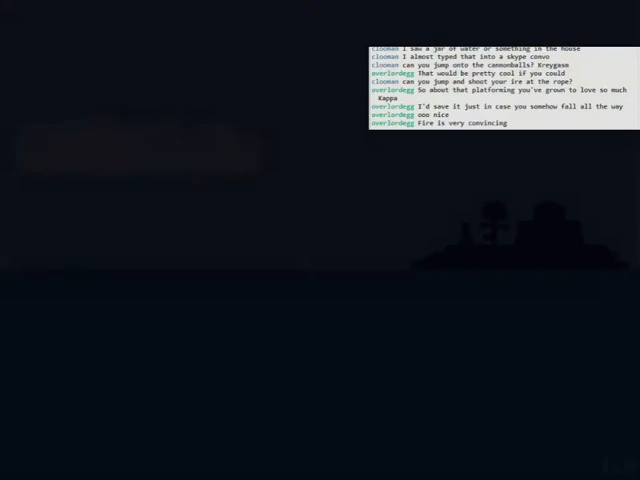 clooman I saw a jar of water or something in the house
clooman I almost typed that into a skype convo
clooman can you jump onto the cannonballs? Kreygasm
overlordegg That would be pretty cool if you could
clooman can you jump and shoot your ire at the rope?
overlordegg So about that platforming you've grown to love so much
Kappa
overlordegg I'd save it just in case you somehow fall all the way
overlordegg ooo nice
overlordegg Fire is very convincing